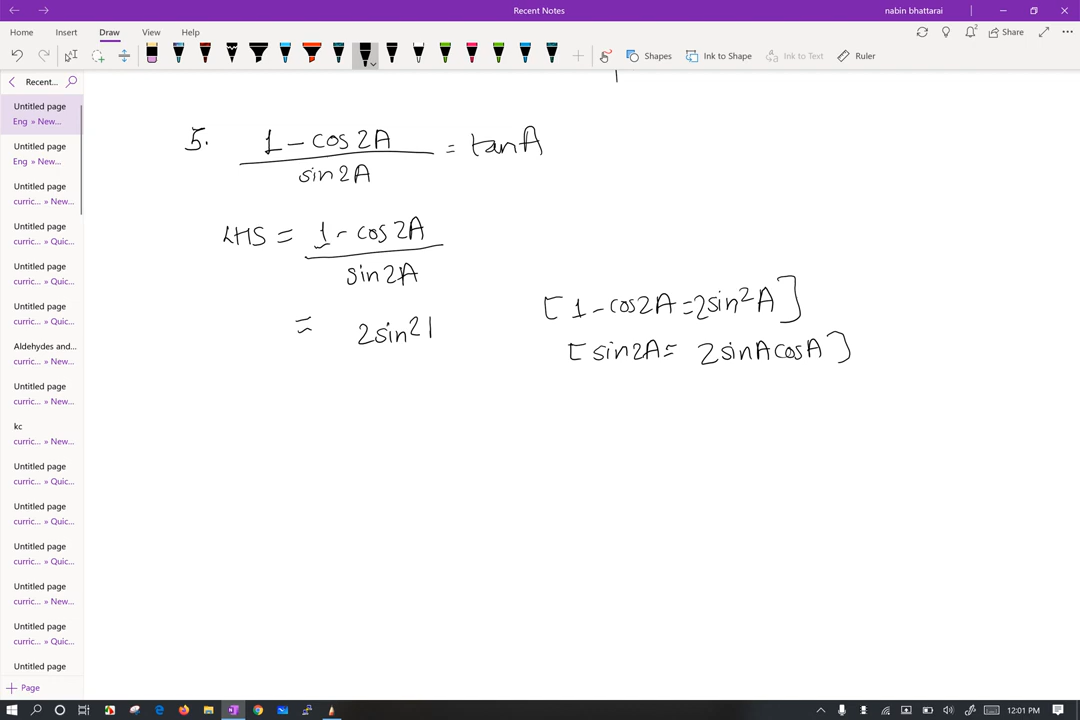 Recent Notes
nabin bhattarai
Home Insert Draw View Help
Share
Shapes Ink to Shape Ink to Text Ruler
Recent...
Untitled page
Eng » New...
Untitled page
Eng » New...
Untitled page
curric... » New...
Untitled page
curric... » Quic...
Untitled page
curric... » Quic...
Untitled page
curric... » Quic...
Aldehydes and...
curric... » New...
Untitled page
curric... » New...
kc
curric... » New...
Untitled page
curric... » Quic...
Untitled page
curric... » Quic...
Untitled page
curric... » Quic...
Untitled page
curric... » New...
Untitled page
curric... » Quic...
Untitled page
+ Page
5. 1 - cos 2A
= tanA
sin 2A
LHS = 1 - cos 2A
sin 2A
[ 1 - cos2A = 2sin²A ]
= 2sin2
[ sin2A = 2sinA cosA ]
12:01 PM